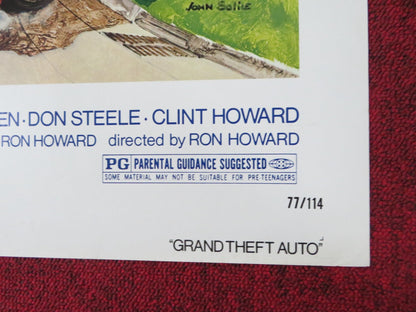 JOHN Solie
EN · DON STEELE · CLINT HOWARD
RON HOWARD directed by RON HOWARD
PG PARENTAL GUIDANCE SUGGESTED
SOME MATERIAL MAY NOT BE SUITABLE FOR PRE-TEENAGERS
77/114
"GRAND THEFT AUTO"